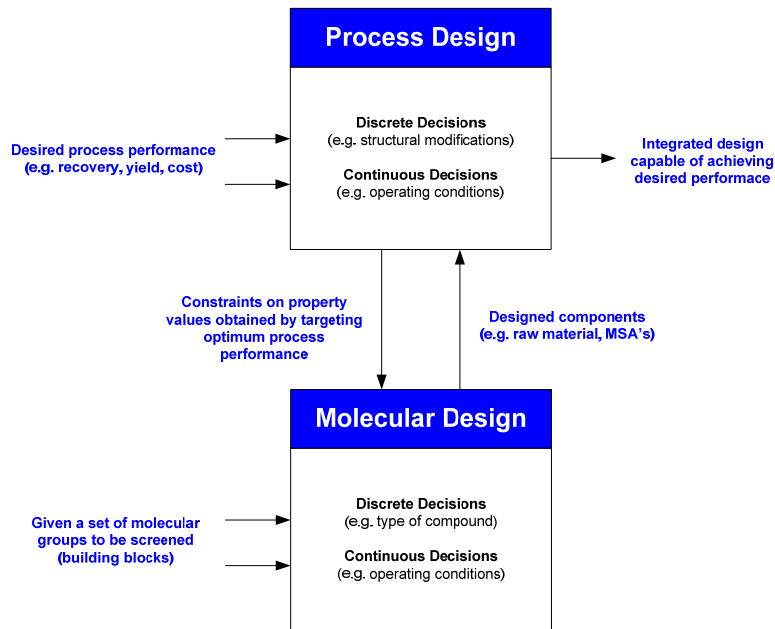 Process Design
Discrete Decisions
(e.g. structural modifications)
Continuous Decisions
(e.g. operating conditions)
Desired process performance
(e.g. recovery, yield, cost)
Integrated design
capable of achieving
desired performace
Constraints on property
values obtained by targeting
optimum process
performance
Designed components
(e.g. raw material, MSA's)
Molecular Design
Discrete Decisions
(e.g. type of compound)
Continuous Decisions
(e.g. operating conditions)
Given a set of molecular
groups to be screened
(building blocks)